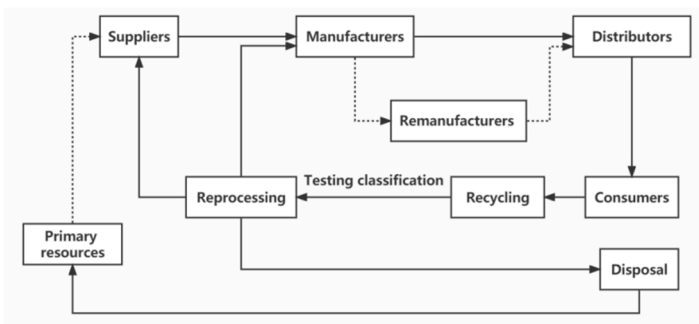 Suppliers
Manufacturers
Distributors
Remanufacturers
Testing classification
Reprocessing
Recycling
Consumers
Primary
resources
Disposal